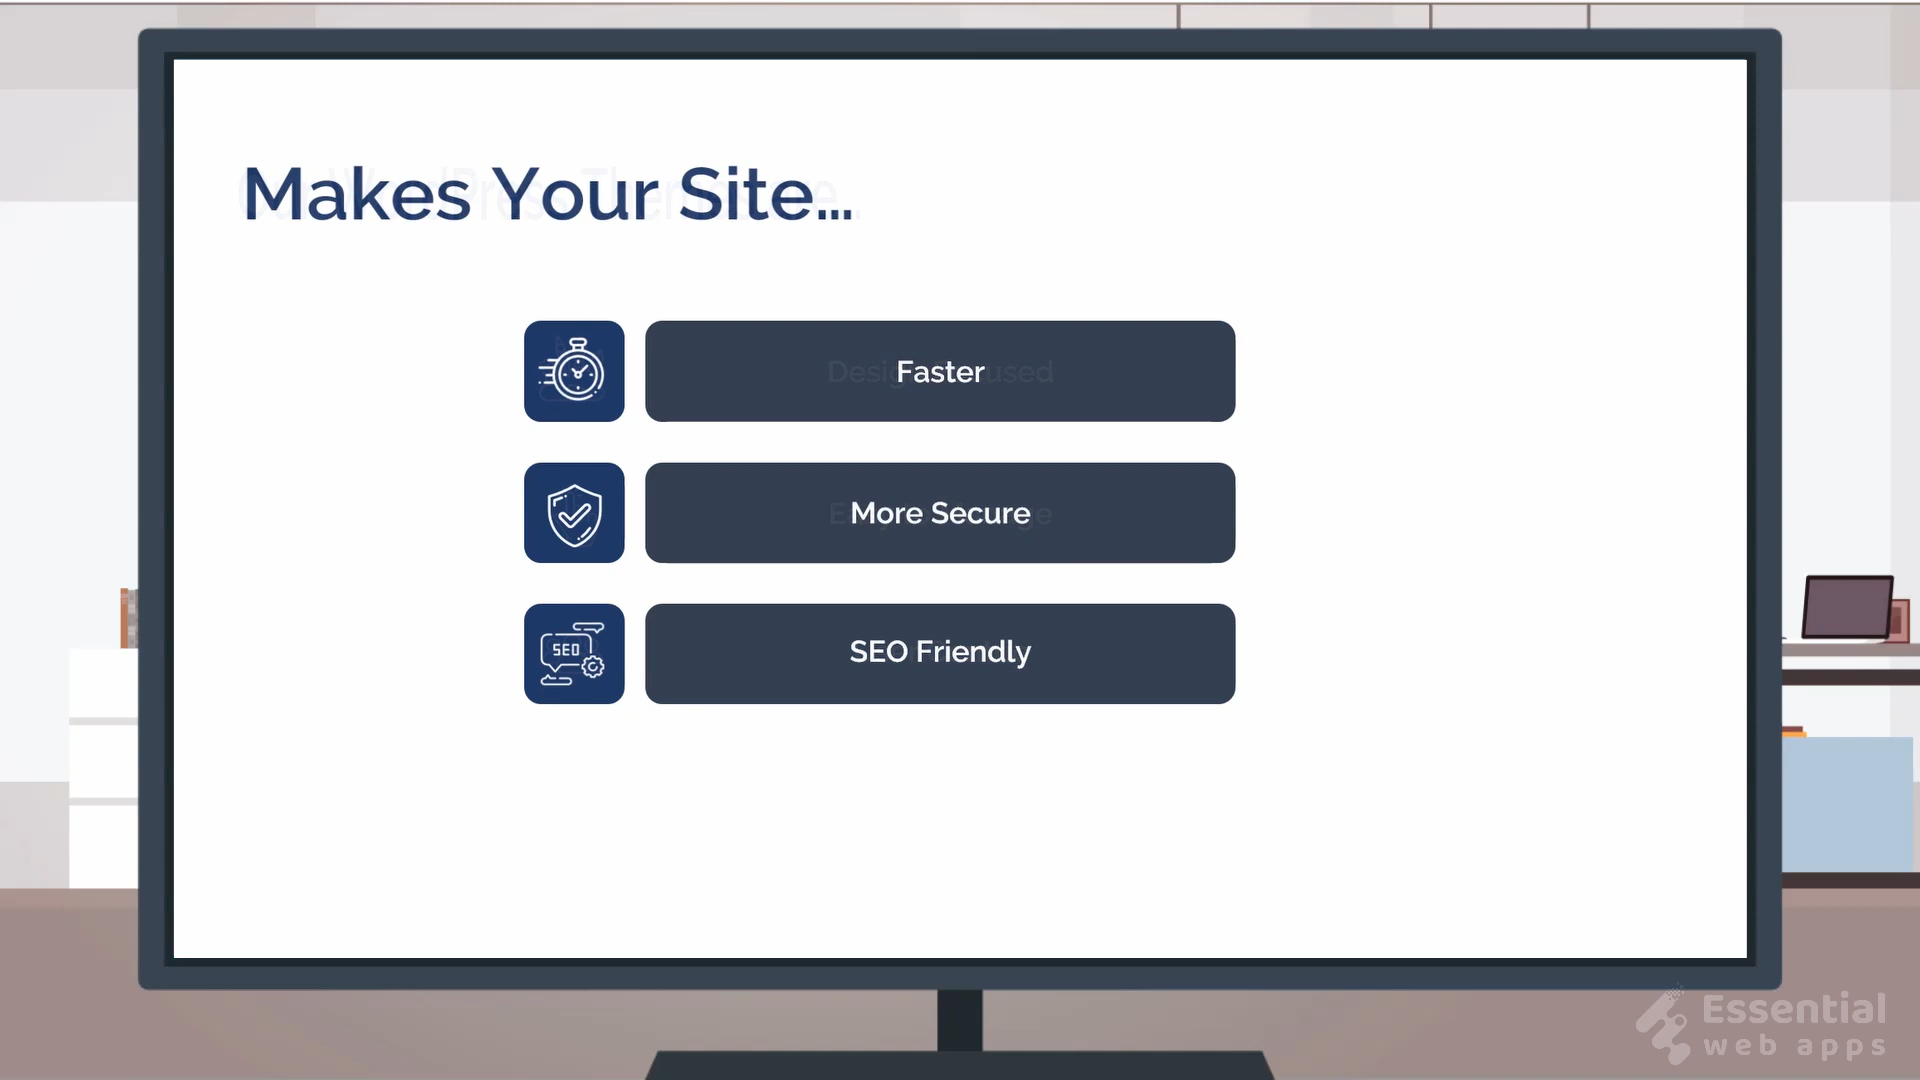 Makes Your Site...
Faster
More Secure
SEO
SEO Friendly
Essential
web apps